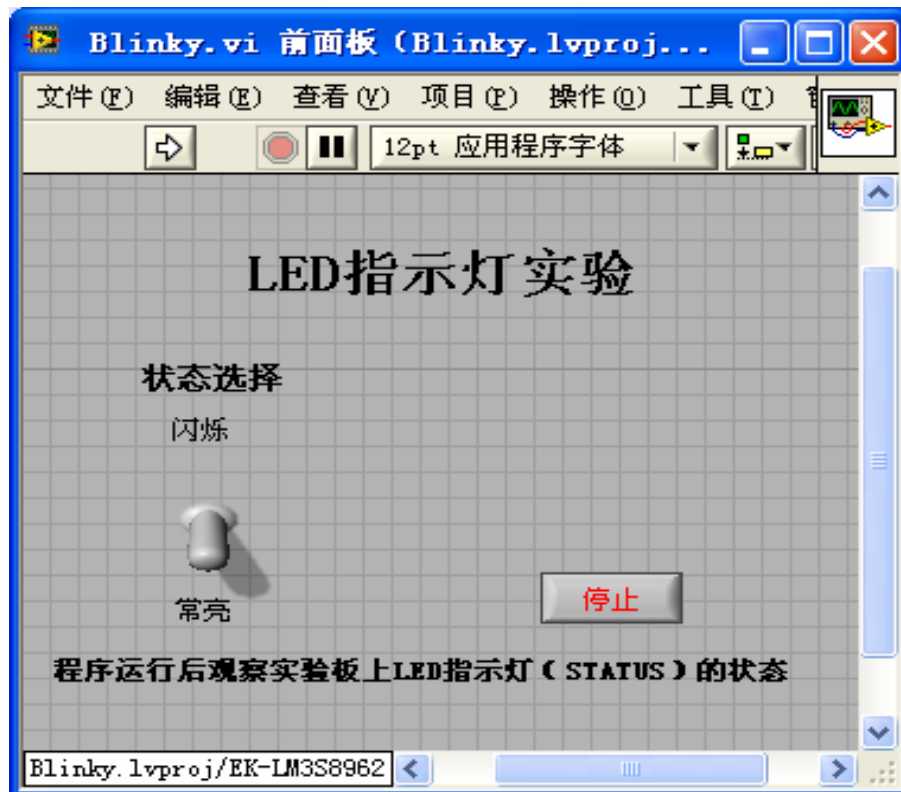 Blinky.vi 前面板 (Blinky.lvproj...
文件(F) 编辑(E) 查看(V) 项目(P) 操作(O) 工具(T)
12pt 应用程序字体
LED指示灯实验
状态选择
闪烁
常亮
停止
程序运行后观察实验板上LED指示灯(STATUS)的状态
Blinky.lvproj/EK-LM3S8962